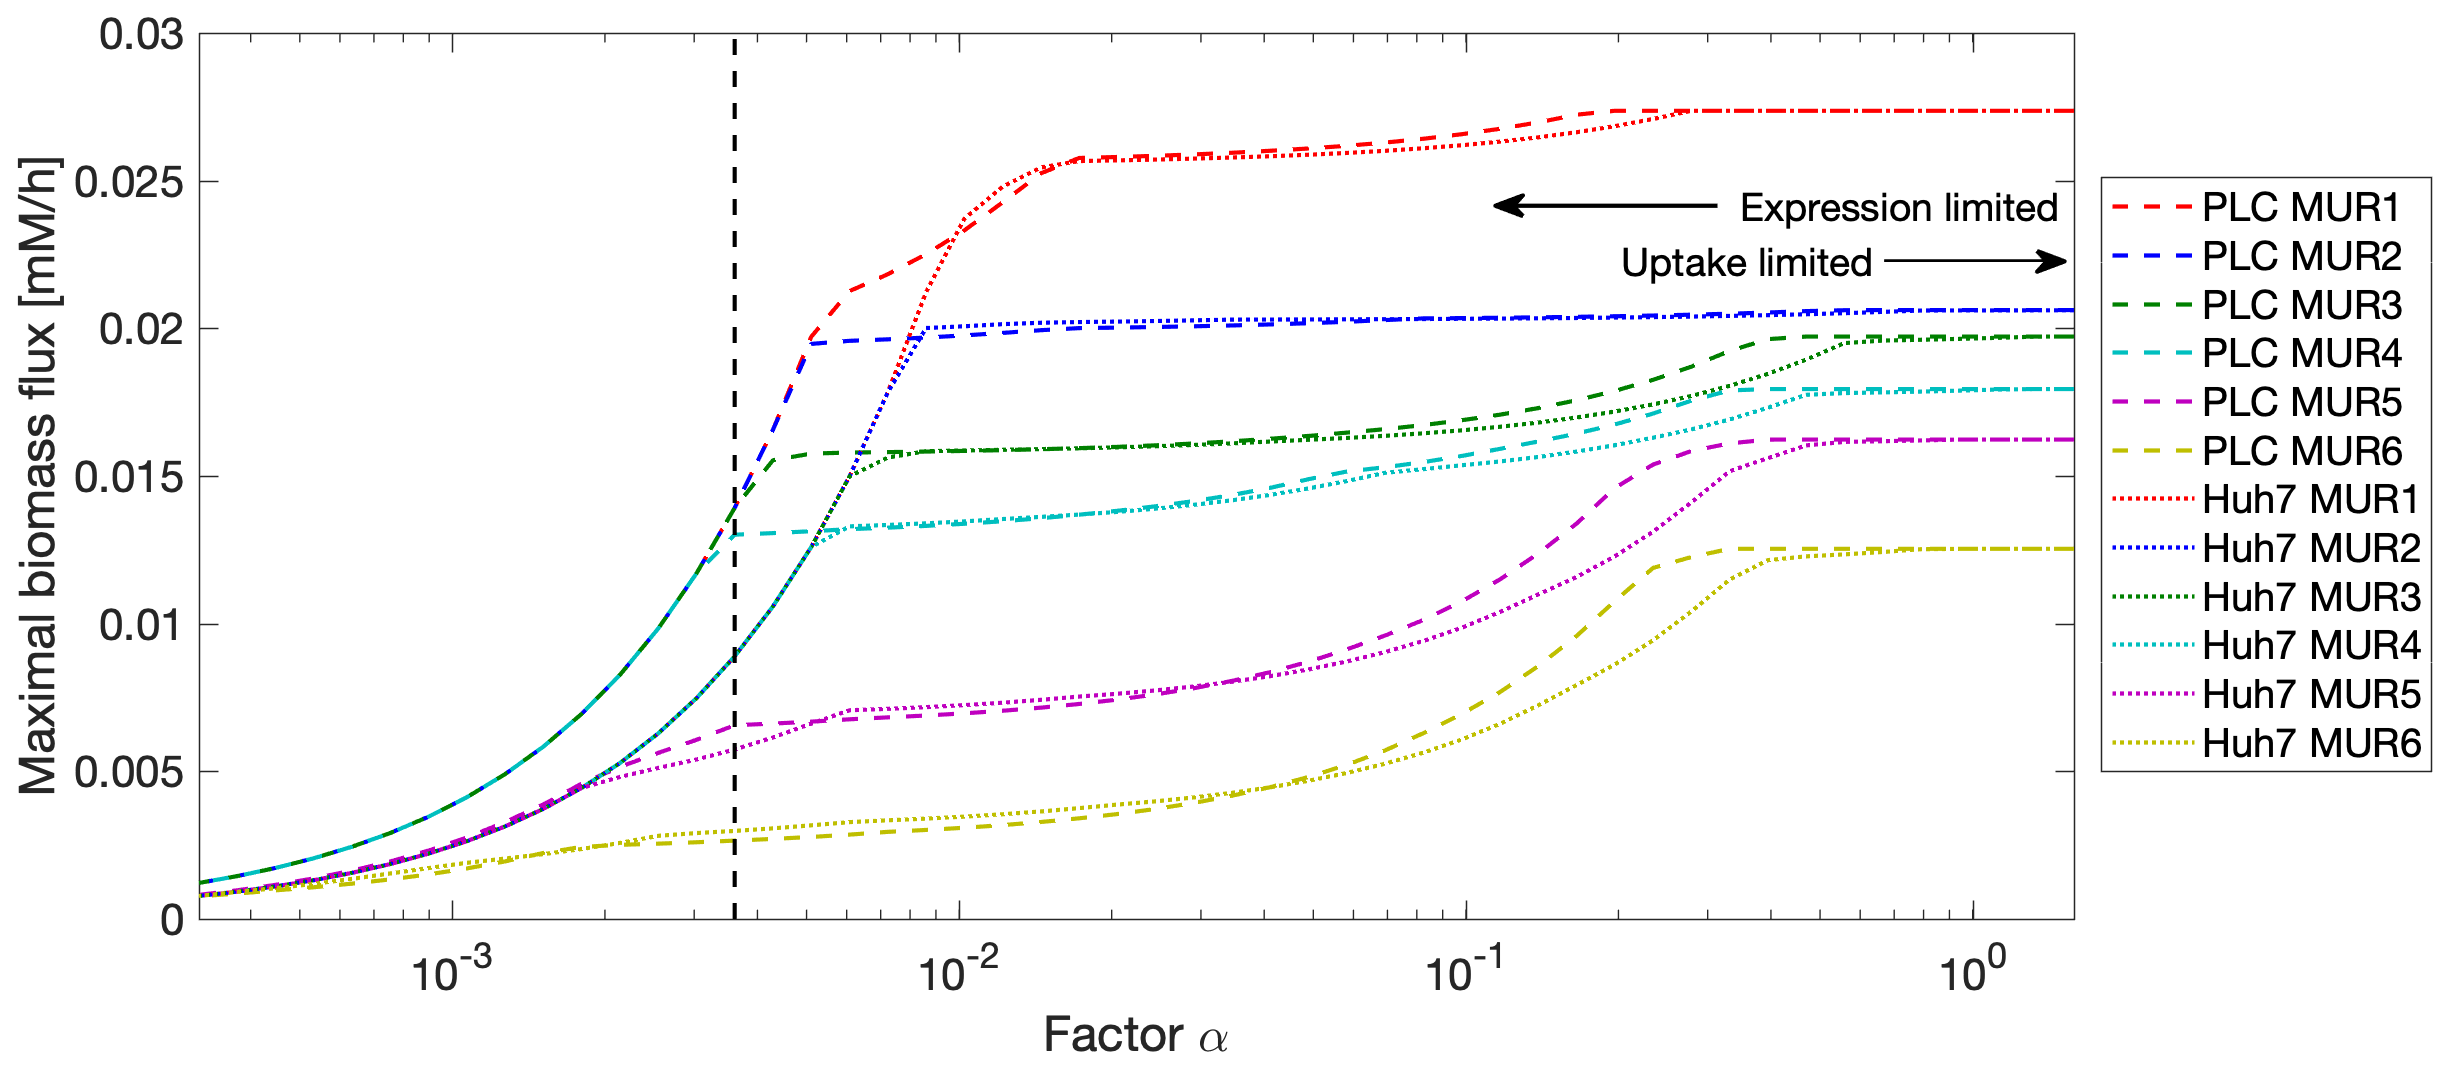 Maximal biomass flux [mM/h]
0.03
0.025
0.02
0.015
0.01
0.005
0
Expression limited
Uptake limited
10-3
10-2
10-1
100
Factor α
PLC MUR1
PLC MUR2
PLC MUR3
PLC MUR4
PLC MUR5
PLC MUR6
Huh7 MUR1
Huh7 MUR2
Huh7 MUR3
Huh7 MUR4
Huh7 MUR5
Huh7 MUR6